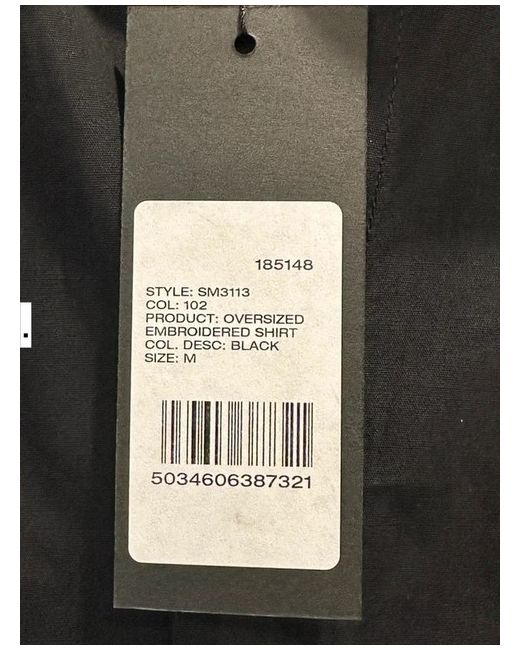 185148
STYLE: SM3113
COL: 102
PRODUCT: OVERSIZED
EMBROIDERED SHIRT
COL. DESC: BLACK
SIZE: M
5034606387321